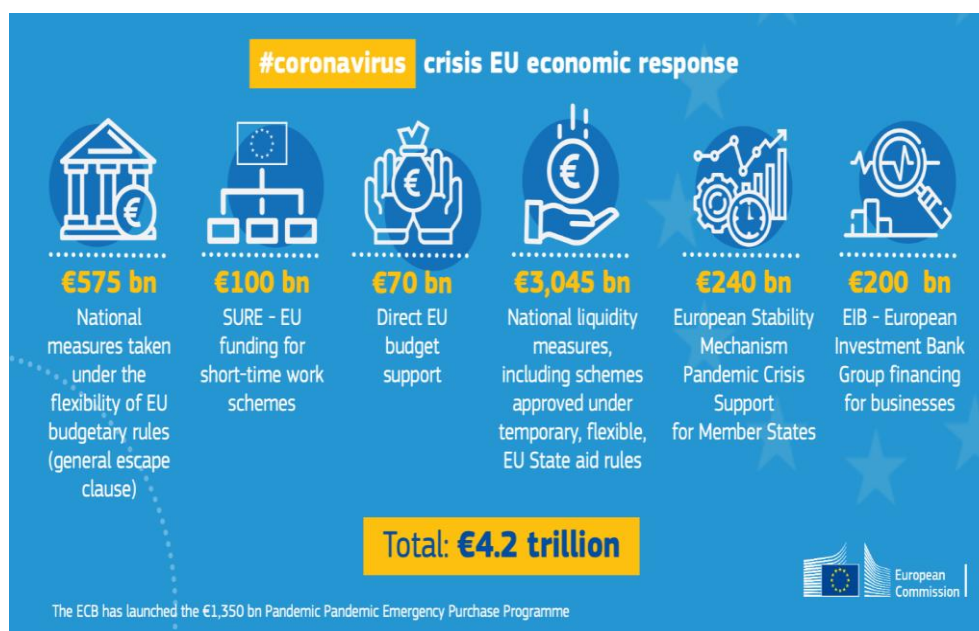 #coronavirus crisis EU economic response
€575 bn
National
measures taken
under the
flexibility of EU
budgetary rules
(general escape
clause)
€100 bn
SURE - EU
funding for
short-time work
schemes
€70 bn
Direct EU
budget
support
€3,045 bn
National liquidity
measures,
including schemes
approved under
temporary, flexible,
EU State aid rules
€240 bn
European Stability
Mechanism
Pandemic Crisis
Support
for Member States
€200 bn
EIB - European
Investment Bank
Group financing
for businesses
Total: €4.2 trillion
The ECB has launched the €1,350 bn Pandemic Pandemic Emergency Purchase Programme
European
Commission